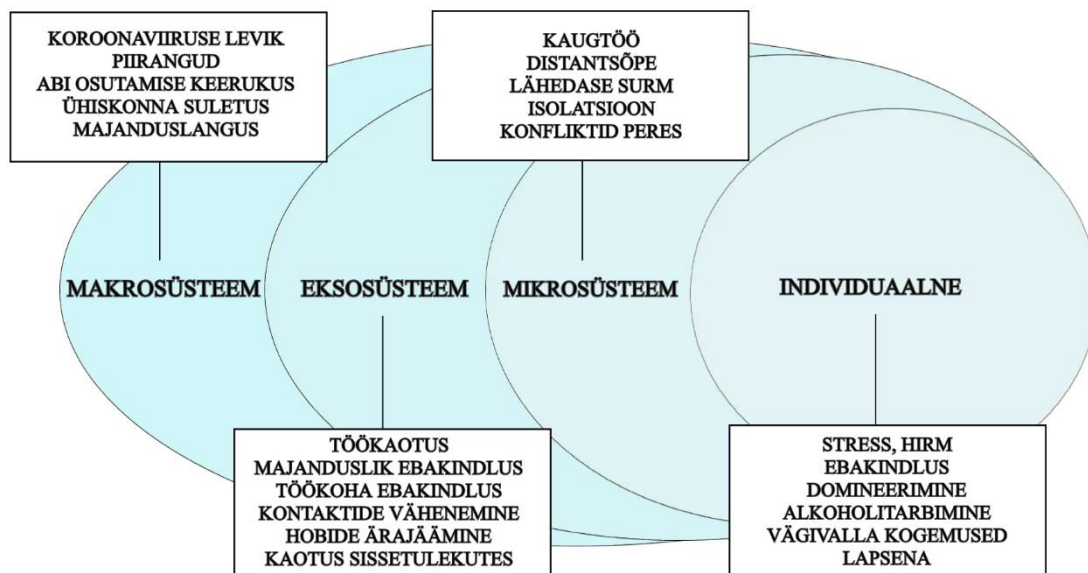 KOROONAVIIRUSE LEVIK
PIIRANGUD
ABI OSUTAMISE KEERUKUS
ÜHISKONNA SULETUS
MAJANDUSLANGUS
KAUGTÖÖ
DISTANTSÕPE
LÄHEDASE SURM
ISOLATSIOON
KONFLIKTID PERES
MAKROSÜSTEEM
EKSOSÜSTEEM
MIKROSÜSTEEM
INDIVIDUAALNE
TÖÖKAOTUS
MAJANDUSLIK EBAKINDLUS
TÖÖKOHA EBAKINDLUS
KONTAKTIDE VÄHENEMINE
HOBIDE ÄRAJÄÄMINE
KAOTUS SISSETULEKUTES
STRESS, HIRM
EBAKINDLUS
DOMINEERIMINE
ALKOHOLITARBIMINE
VÄGIVALLA KOGEMUSED
LAPSENA